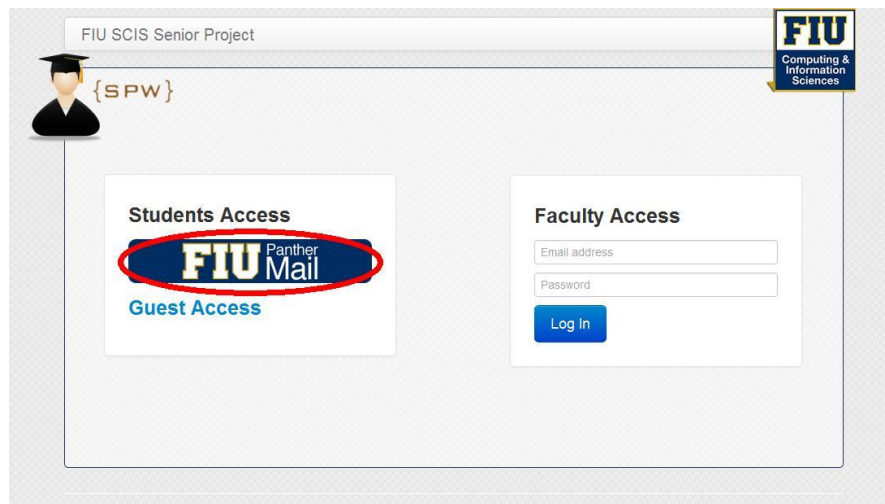 FIU SCIS Senior Project
FIU
Computing &
Information
Sciences
{SPW}
Students Access
FIU Panther
Mail
Guest Access
Faculty Access
Email address
Password
Log In